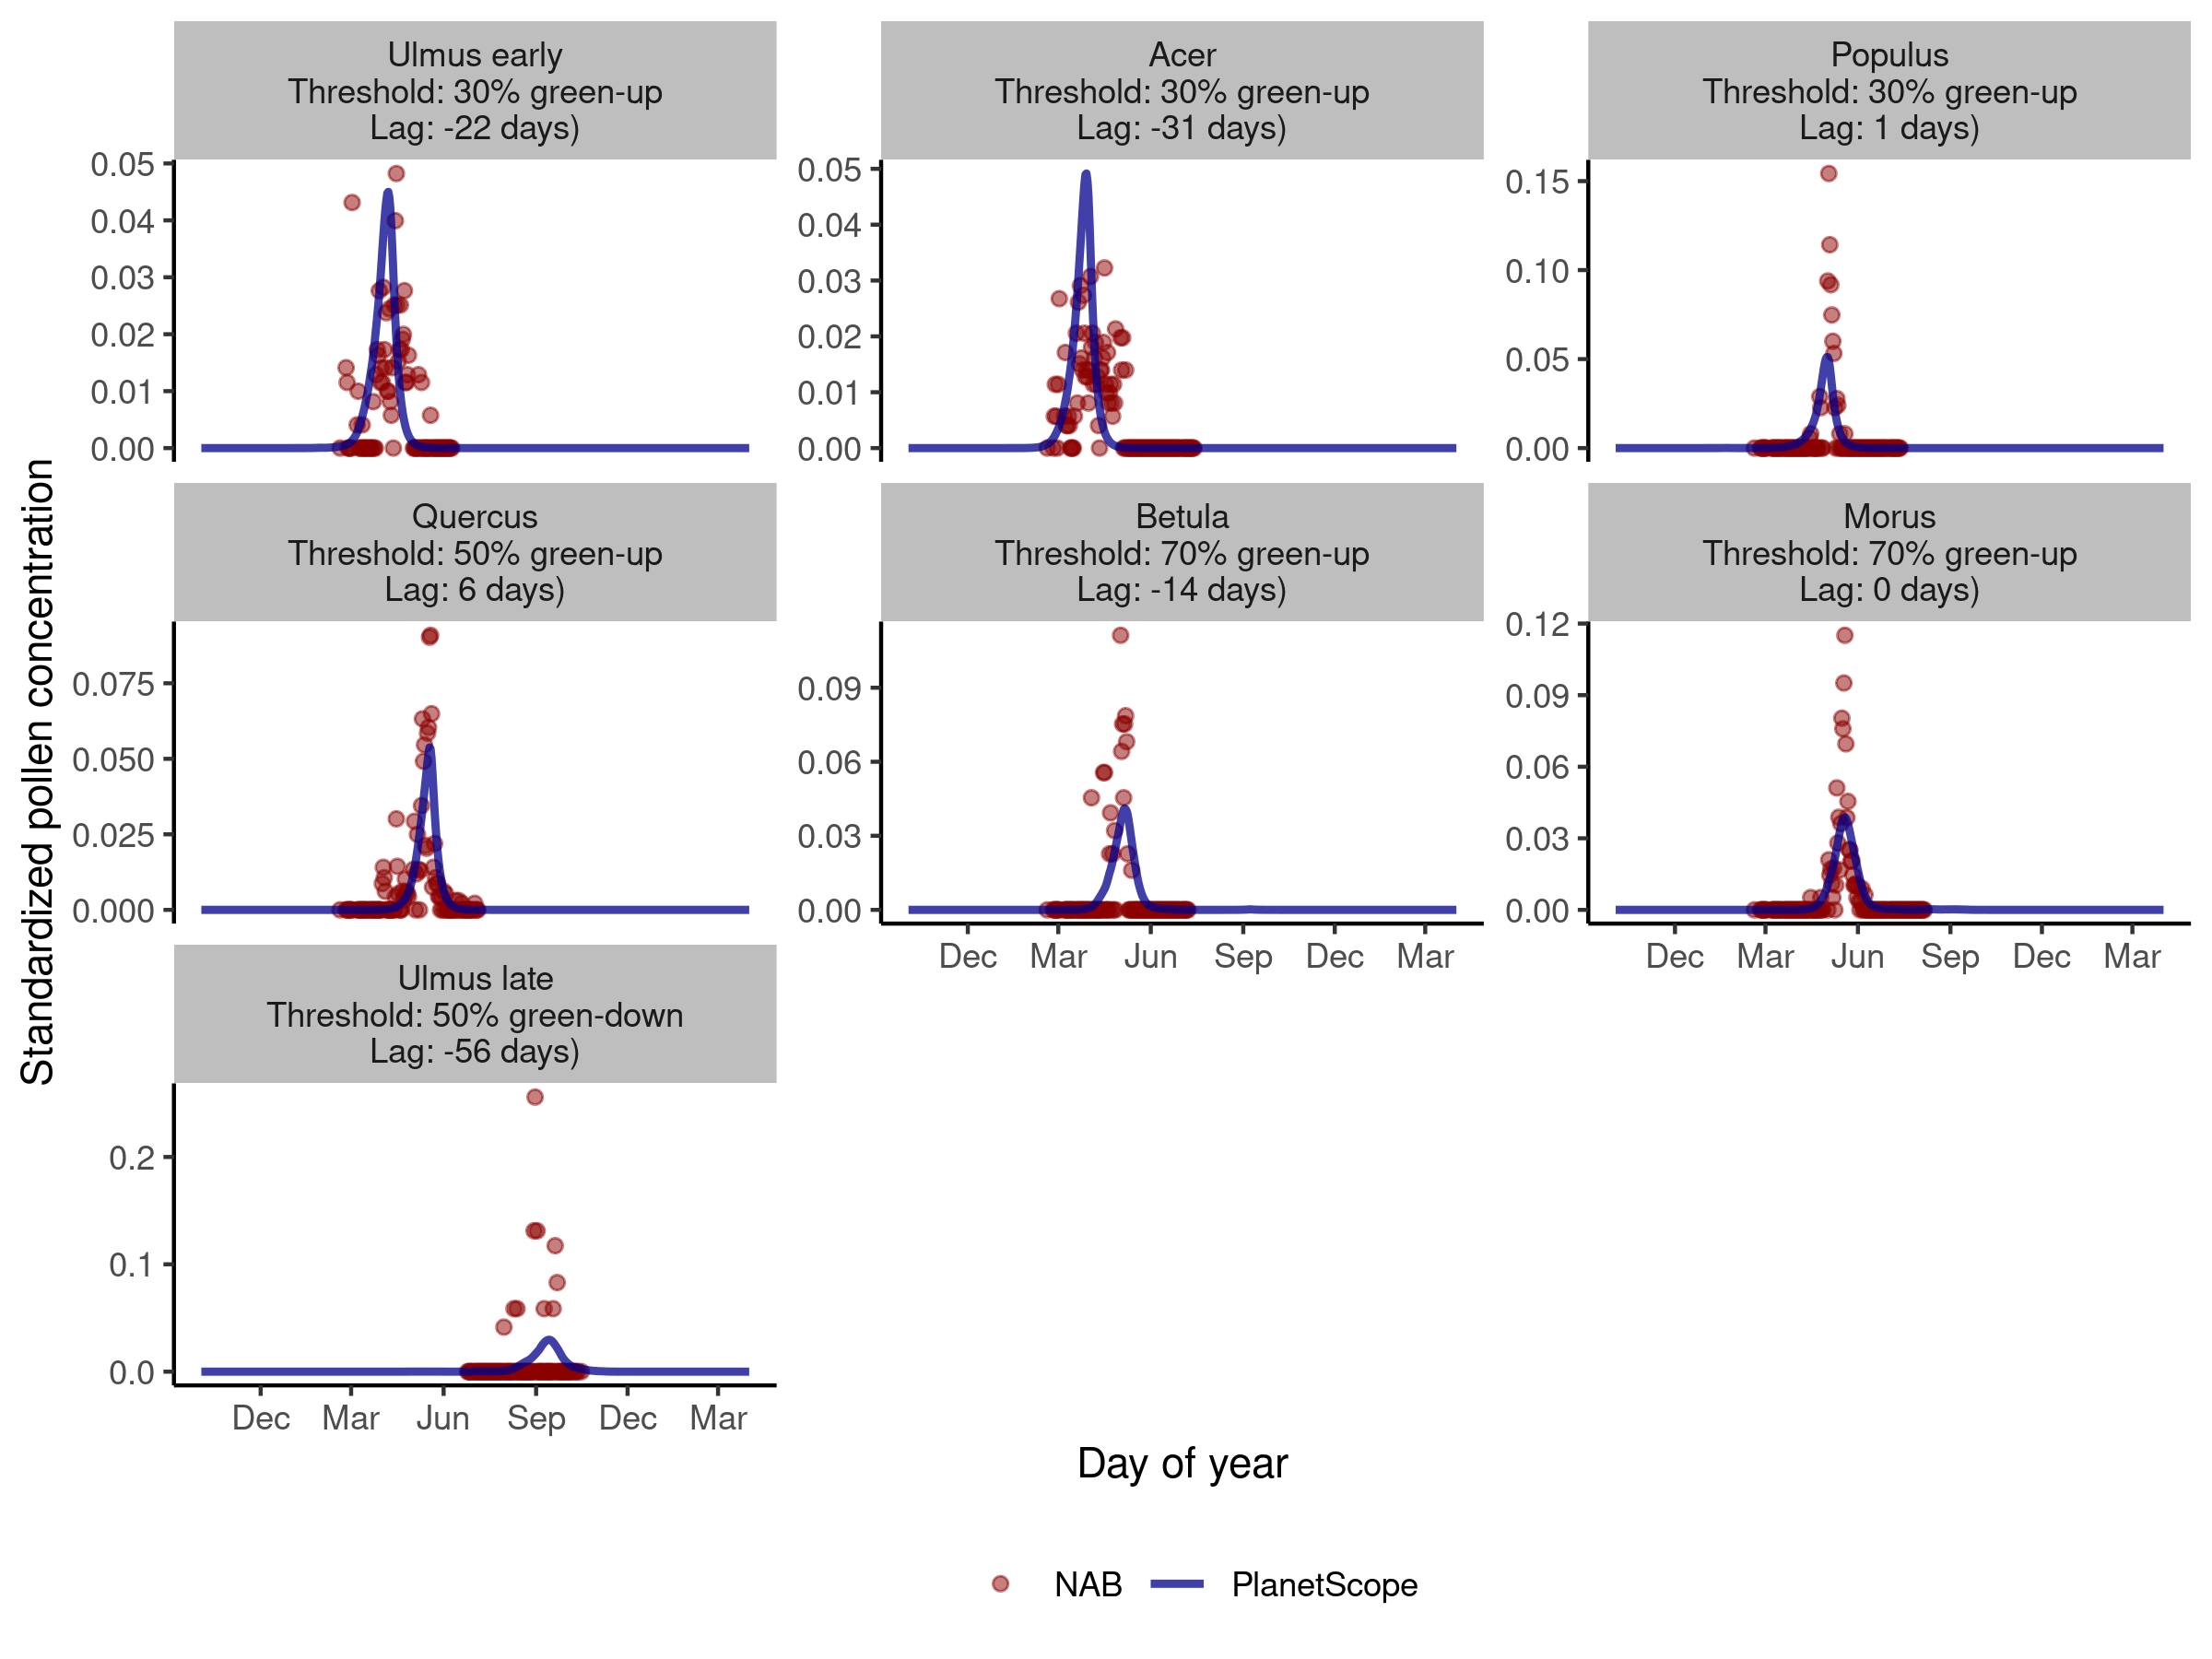 Ulmus early
Threshold: 30% green-up
Lag: -22 days)
Acer
Threshold: 30% green-up
Lag: -31 days)
Populus
Threshold: 30% green-up
Lag: 1 days)
0.05
0.04
0.03
0.02
0.01
0.00
0.05
0.04
0.03
0.02
0.01
0.00
0.15
0.10
0.05
0.00
Quercus
Threshold: 50% green-up
Lag: 6 days)
Betula
Threshold: 70% green-up
Lag: -14 days)
Morus
Threshold: 70% green-up
Lag: 0 days)
0.075
0.050
0.025
0.000
0.09
0.06
0.03
0.00
Dec Mar Jun Sep Dec Mar
0.12
0.09
0.06
0.03
0.00
Dec Mar Jun Sep Dec Mar
Ulmus late
Threshold: 50% green-down
Lag: -56 days)
0.2
0.1
0.0
Dec Mar Jun Sep Dec Mar
Standardized pollen concentration
Day of year
NAB PlanetScope